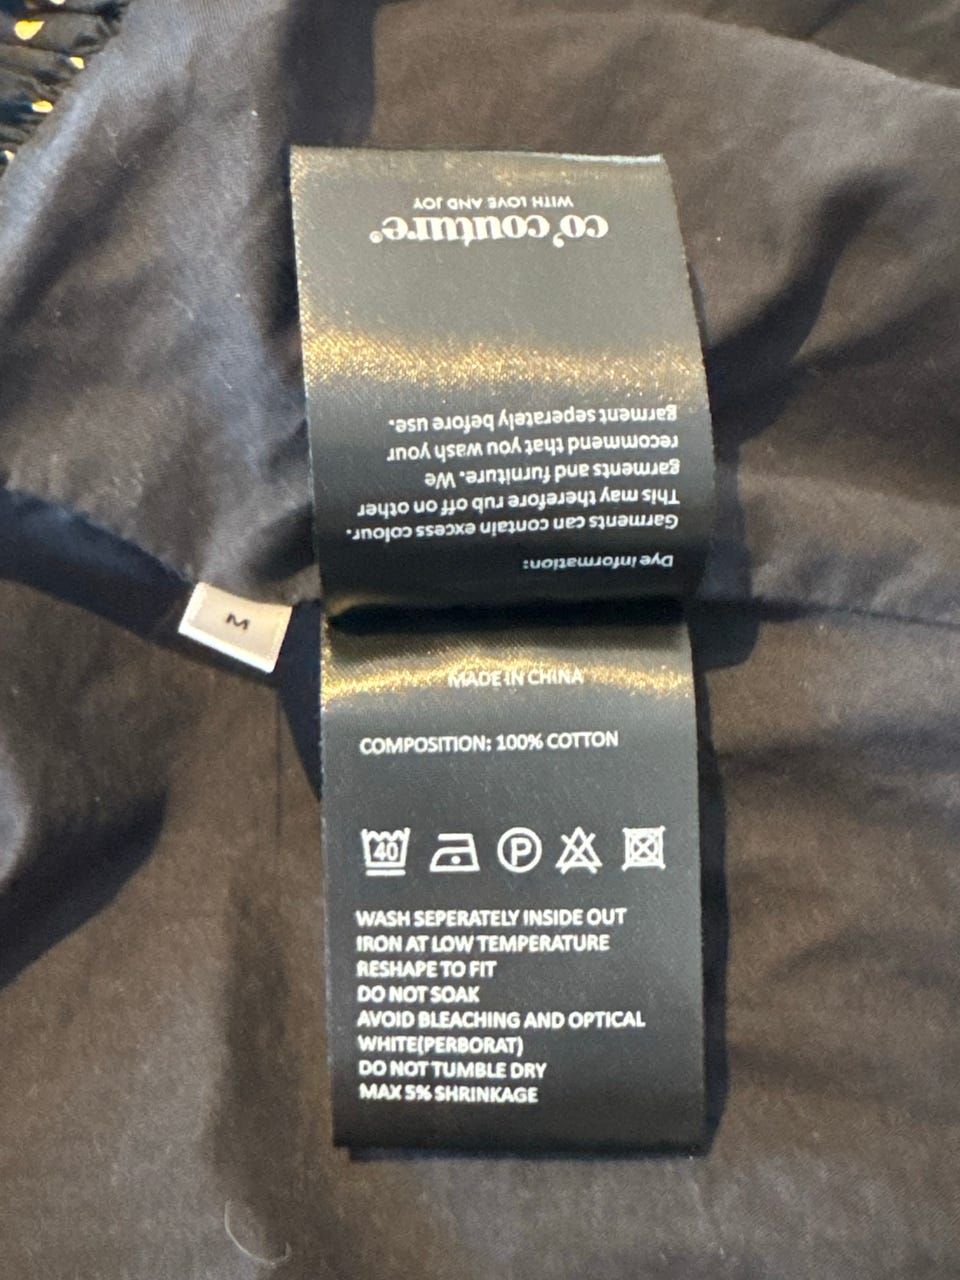 co'couture®
WITH LOVE AND JOY
Dye information:
Garments can contain excess colour.
This may therefore rub off on other
garments and furniture. We
recommend that you wash your
garment seperately before use.
M
MADE IN CHINA
COMPOSITION: 100% COTTON
40 P
WASH SEPERATELY INSIDE OUT
IRON AT LOW TEMPERATURE
RESHAPE TO FIT
DO NOT SOAK
AVOID BLEACHING AND OPTICAL
WHITE(PERBORAT)
DO NOT TUMBLE DRY
MAX 5% SHRINKAGE